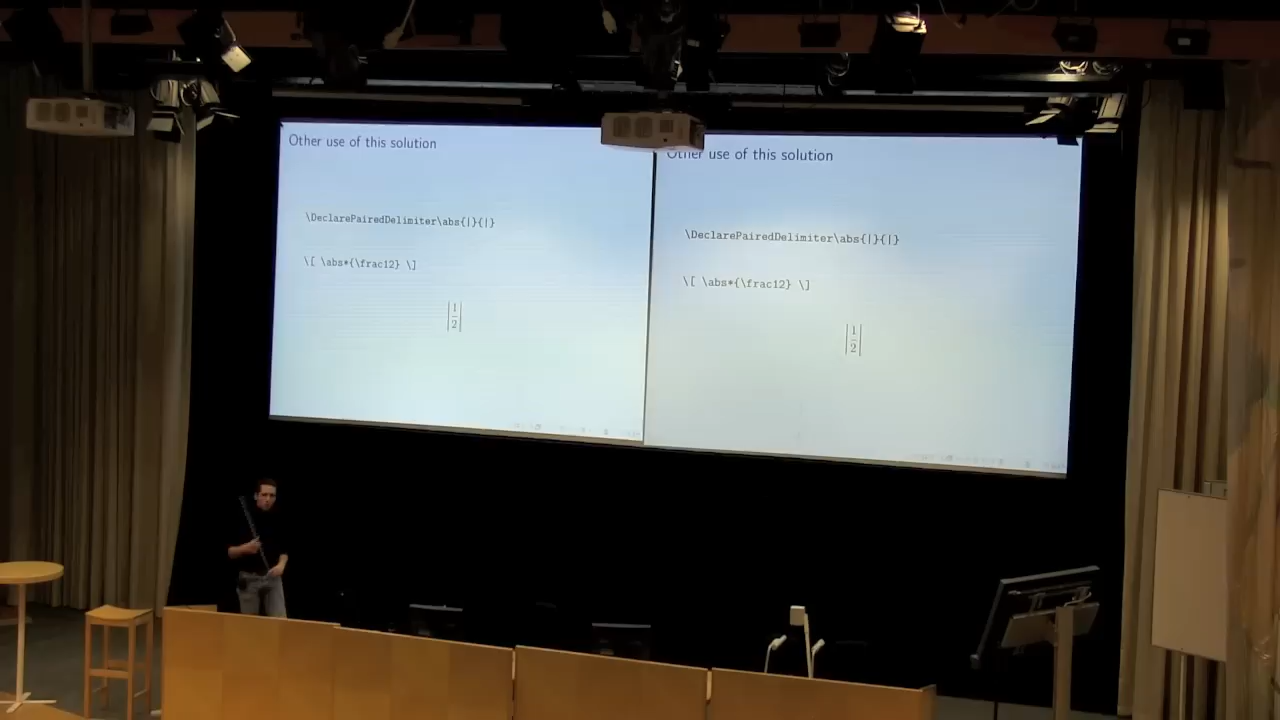 Other use of this solution
\DeclarePairedDelimiter\abs{|}{|}
\[ \abs*{\frac12} \]
|1/2|
Other use of this solution
\DeclarePairedDelimiter\abs{|}{|}
\[ \abs*{\frac12} \]
|1/2|